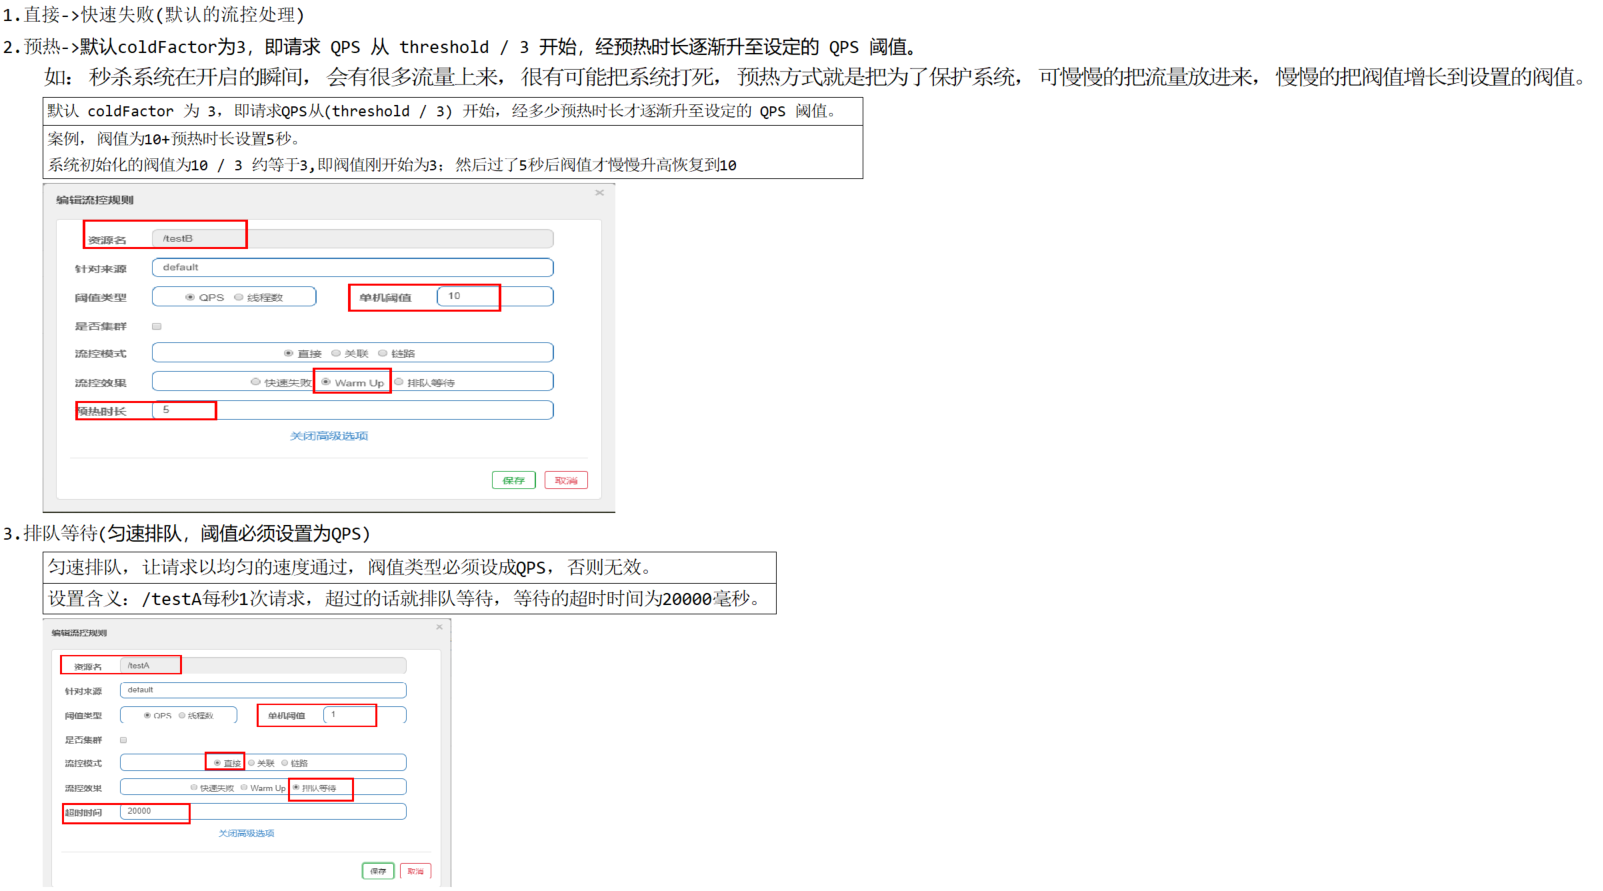 1.直接->快速失败(默认的流控处理)
2.预热->默认coldFactor为3，即请求 QPS 从 threshold / 3 开始，经预热时长逐渐升至设定的 QPS 阈值。
如：秒杀系统在开启的瞬间，会有很多流量上来，很有可能把系统打死，预热方式就是把为了保护系统，可慢慢的把流量放进来，慢慢的把阀值增长到设置的阀值。
默认 coldFactor 为 3，即请求QPS从(threshold / 3) 开始，经多少预热时长才逐渐升至设定的 QPS 阈值。
案例，阀值为10+预热时长设置5秒。
系统初始化的阀值为10 / 3 约等于3,即阀值刚开始为3；然后过了5秒后阀值才慢慢升高恢复到10
编辑流控规则 ×
资源名 /testB
针对来源 default
阈值类型 QPS 线程数 单机阈值 10
是否集群
流控模式 直接 关联 链路
流控效果 快速失败 Warm Up 排队等待
预热时长 5
关闭高级选项
保存 取消
3.排队等待(匀速排队，阈值必须设置为QPS)
匀速排队，让请求以均匀的速度通过，阀值类型必须设成QPS，否则无效。
设置含义：/testA每秒1次请求，超过的话就排队等待，等待的超时时间为20000毫秒。
编辑流控规则 ×
资源名 /testA
针对来源 default
阈值类型 QPS 线程数 单机阈值 1
是否集群
流控模式 直接 关联 链路
流控效果 快速失败 Warm Up 排队等待
超时时间 20000
关闭高级选项
保存 取消